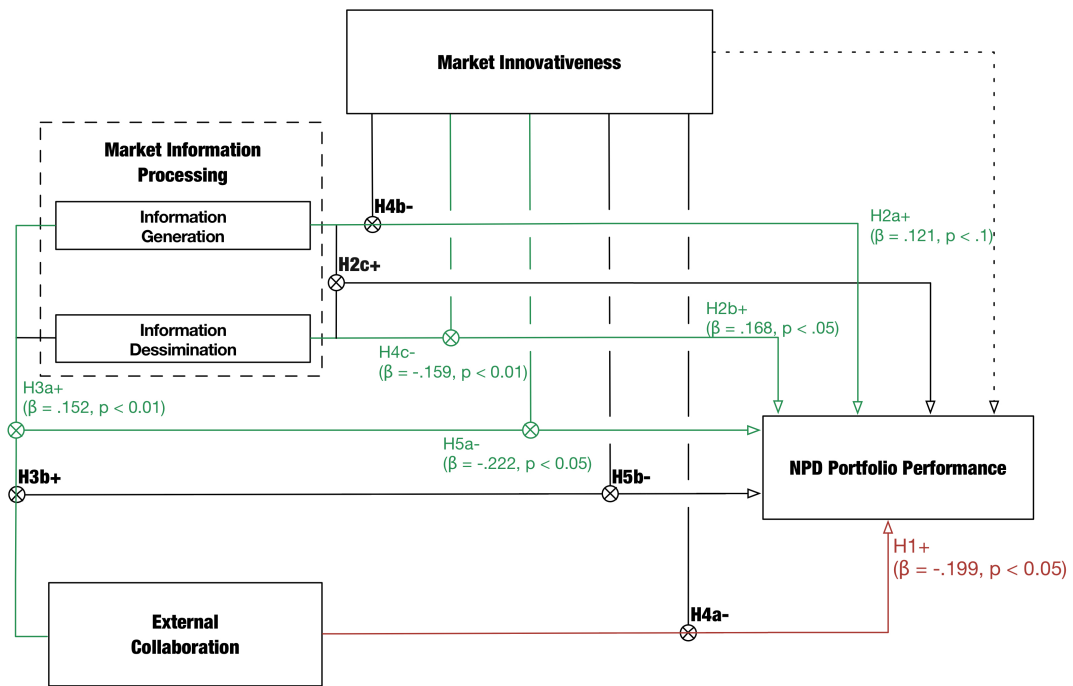 Market Innovativeness
Market Information
Processing
Information
Generation
H4b-
H2a+
(β = .121, p < .1)
H2c+
Information
Dessimination
H2b+
(β = .168, p < .05)
H4c-
(β = -.159, p < 0.01)
H3a+
(β = .152, p < 0.01)
H5a-
(β = -.222, p < 0.05)
H3b+
H5b-
NPD Portfolio Performance
H1+
(β = -.199, p < 0.05)
External
Collaboration
H4a-